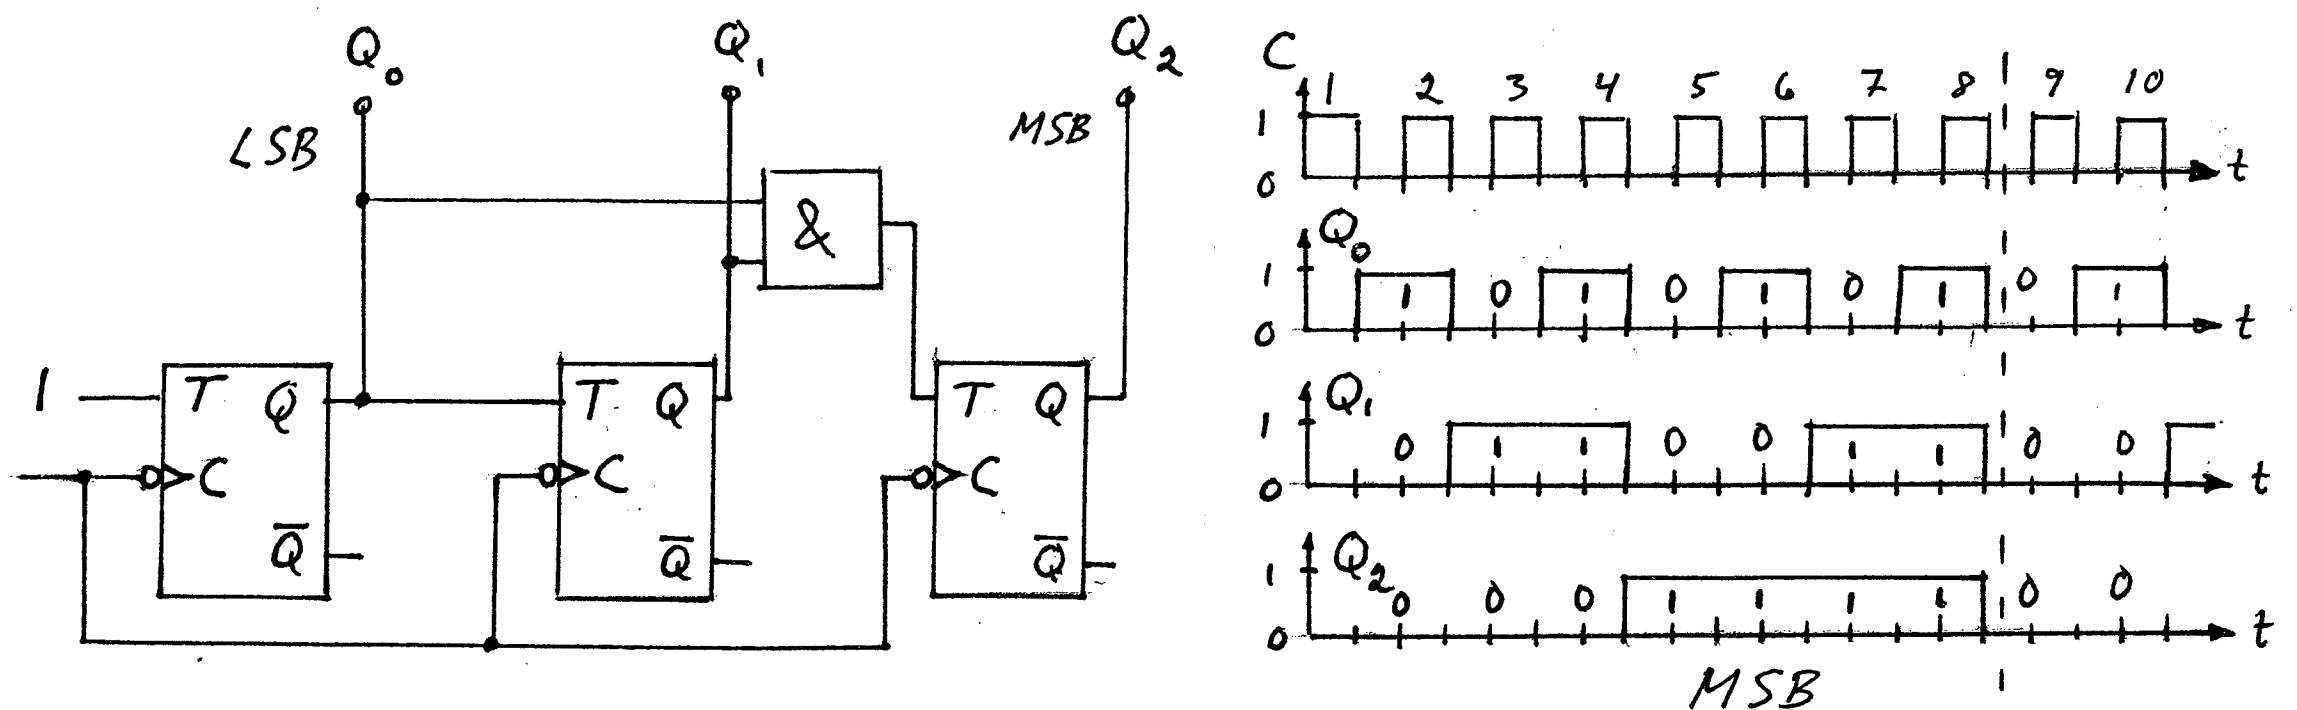 Q0 Q1 Q2
LSB MSB
&
1 T Q T Q T Q
C C C
Q̅ Q̅ Q̅
C
1 2 3 4 5 6 7 8 9 10
1
0 t
Q0
1 1 0 1 0 1 0 1 0 1
0 t
Q1
1 0 1 1 0 0 1 1 0 0
0 t
Q2
1 0 0 0 1 1 1 1 0 0
0 t
MSB